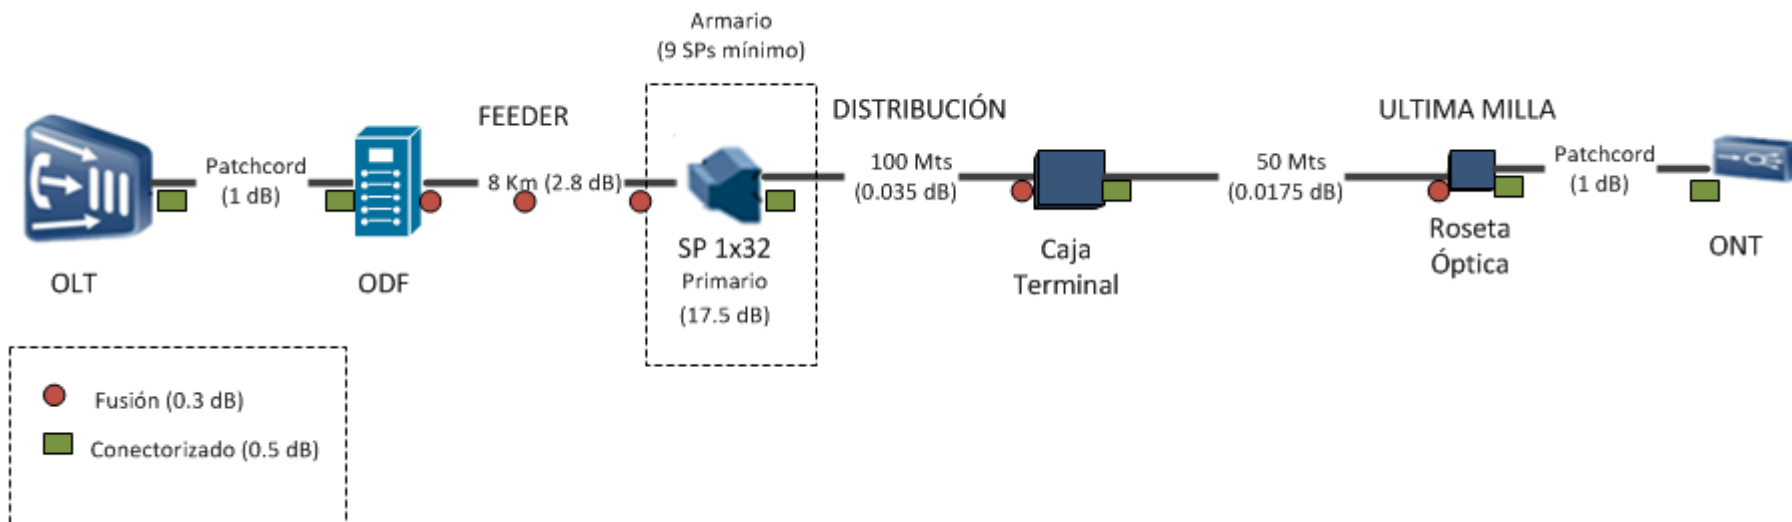 Armario
(9 SPs mínimo)
FEEDER
DISTRIBUCIÓN
ULTIMA MILLA
Patchcord
(1 dB)
8 Km (2.8 dB)
100 Mts
(0.035 dB)
50 Mts
(0.0175 dB)
Patchcord
(1 dB)
OLT
ODF
SP 1x32
Primario
(17.5 dB)
Caja
Terminal
Roseta
Óptica
ONT
Fusión (0.3 dB)
Conectorizado (0.5 dB)